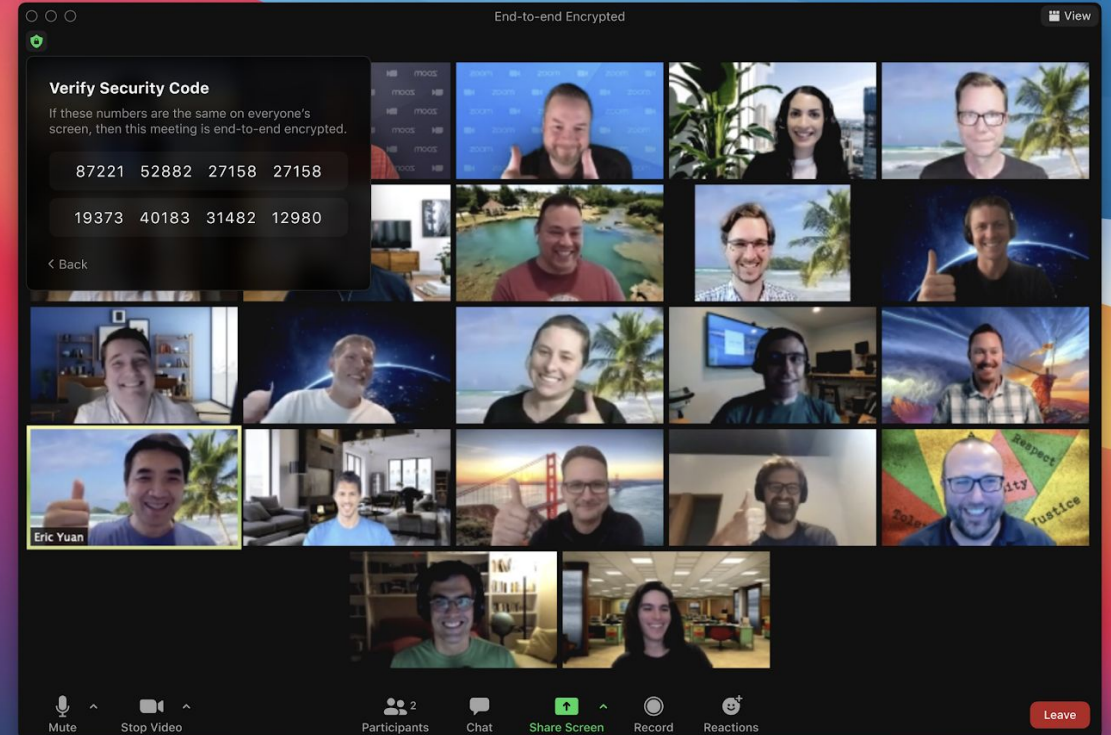 End-to-end Encrypted
View
Verify Security Code
If these numbers are the same on everyone's
screen, then this meeting is end-to-end encrypted.
87221 52882 27158 27158
19373 40183 31482 12980
Back
zoom
Respect
Justice
Eric Yuan
Mute
Stop Video
Participants
2
Chat
Share Screen
Record
Reactions
Leave